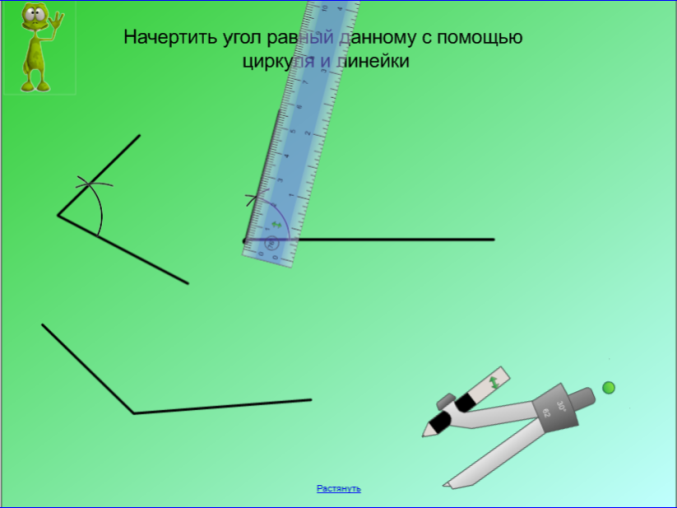 Начертить угол равный данному с помощью
циркуля и линейки
Растянуть